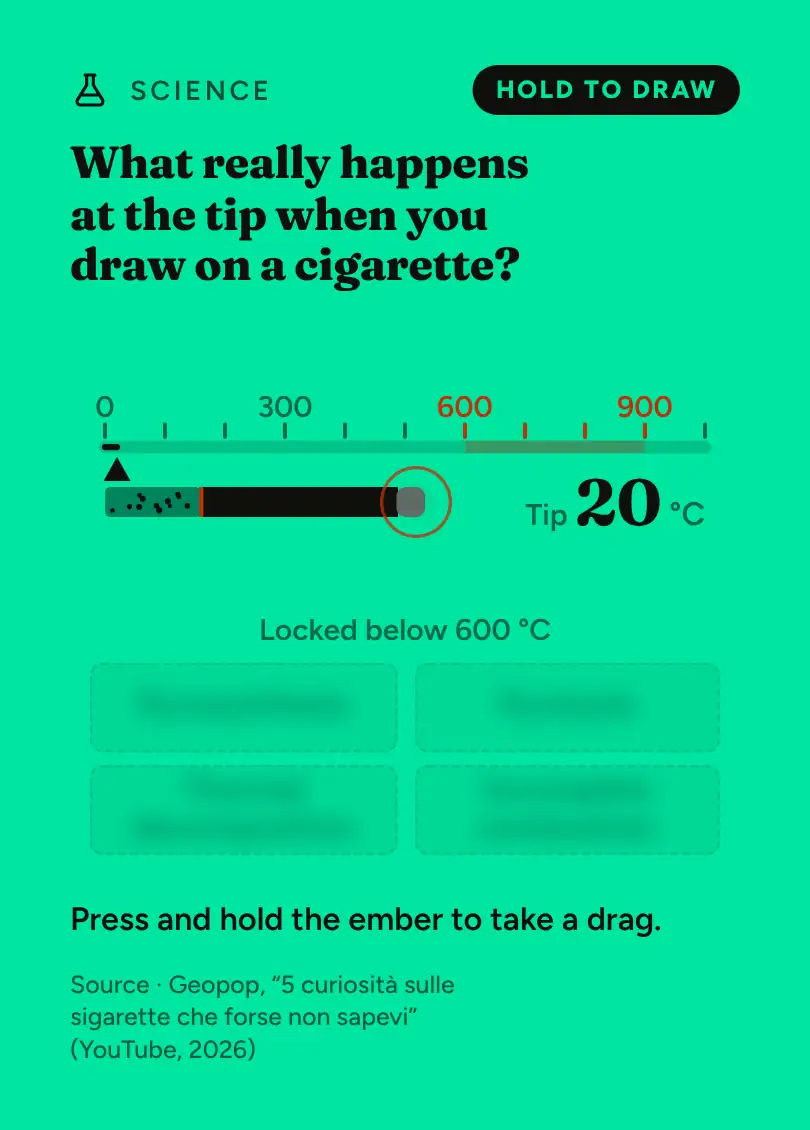 SCIENCE
HOLD TO DRAW
What really happens
at the tip when you
draw on a cigarette?
0 300 600 900
Tip 20 °C
Locked below 600 °C
Press and hold the ember to take a drag.
Source · Geopop, “5 curiosità sulle
sigarette che forse non sapevi”
(YouTube, 2026)